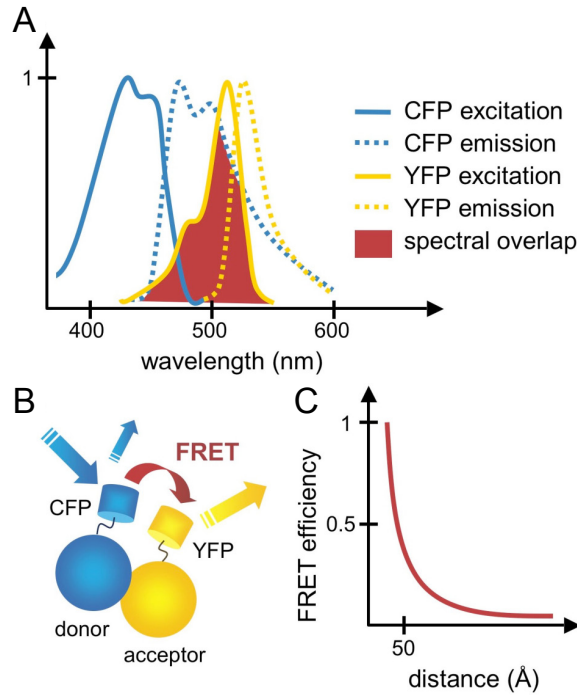 A
1
CFP excitation
CFP emission
YFP excitation
YFP emission
spectral overlap
400
500
600
wavelength (nm)
B
FRET
CFP
YFP
donor
acceptor
C
1
0.5
FRET efficiency
50
distance (Å)